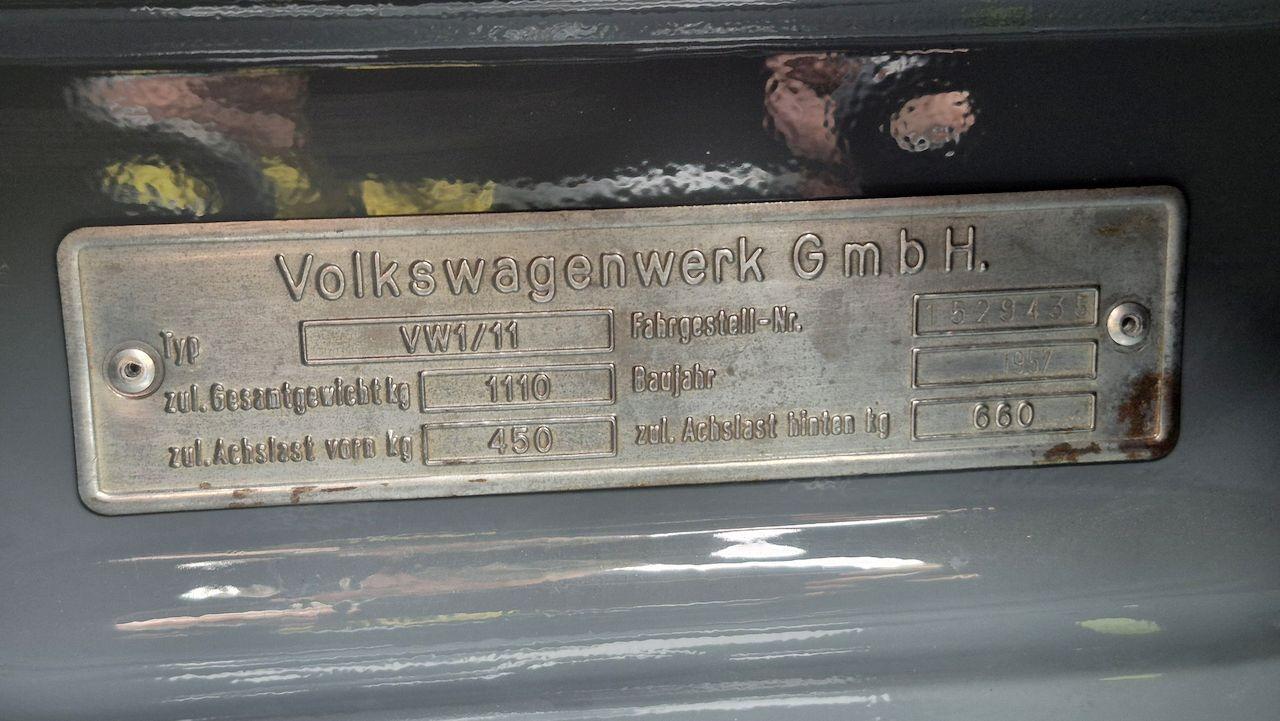 Volkswagenwerk GmbH.
Typ VW1/11 Fahrgestell-Nr. 1529435
zul. Gesamtgewicht kg 1110 Baujahr 1957
zul. Achslast vorn kg 450 zul. Achslast hinten kg 660